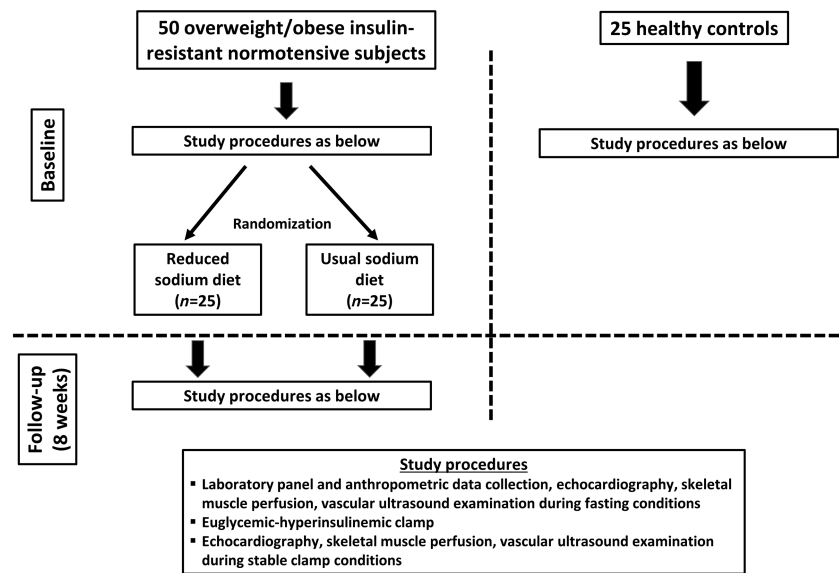 50 overweight/obese insulin-
resistant normotensive subjects
25 healthy controls
Baseline
Study procedures as below
Study procedures as below
Randomization
Reduced
sodium diet
(n=25)
Usual sodium
diet
(n=25)
Follow-up
(8 weeks)
Study procedures as below
Study procedures
▪ Laboratory panel and anthropometric data collection, echocardiography, skeletal
muscle perfusion, vascular ultrasound examination during fasting conditions
▪ Euglycemic-hyperinsulinemic clamp
▪ Echocardiography, skeletal muscle perfusion, vascular ultrasound examination
during stable clamp conditions